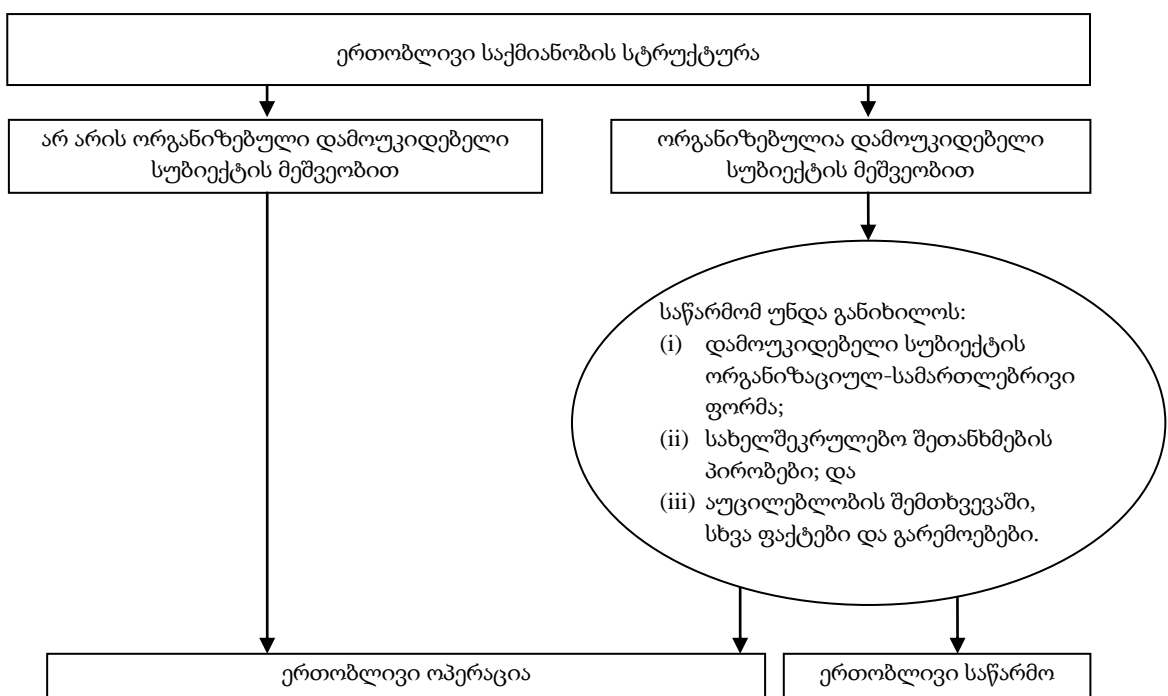 ერთობლივი საქმიანობის სტრუქტურა
არ არის ორგანიზებული დამოუკიდებელი
სუბიექტის მეშვეობით
ორგანიზებულია დამოუკიდებელი
სუბიექტის მეშვეობით
საწარმომ უნდა განიხილოს:
(i) დამოუკიდებელი სუბიექტის
ორგანიზაციულ-სამართლებრივი
ფორმა;
(ii) სახელშეკრულებო შეთანხმების
პირობები; და
(iii) აუცილებლობის შემთხვევაში,
სხვა ფაქტები და გარემოებები.
ერთობლივი ოპერაცია
ერთობლივი საწარმო